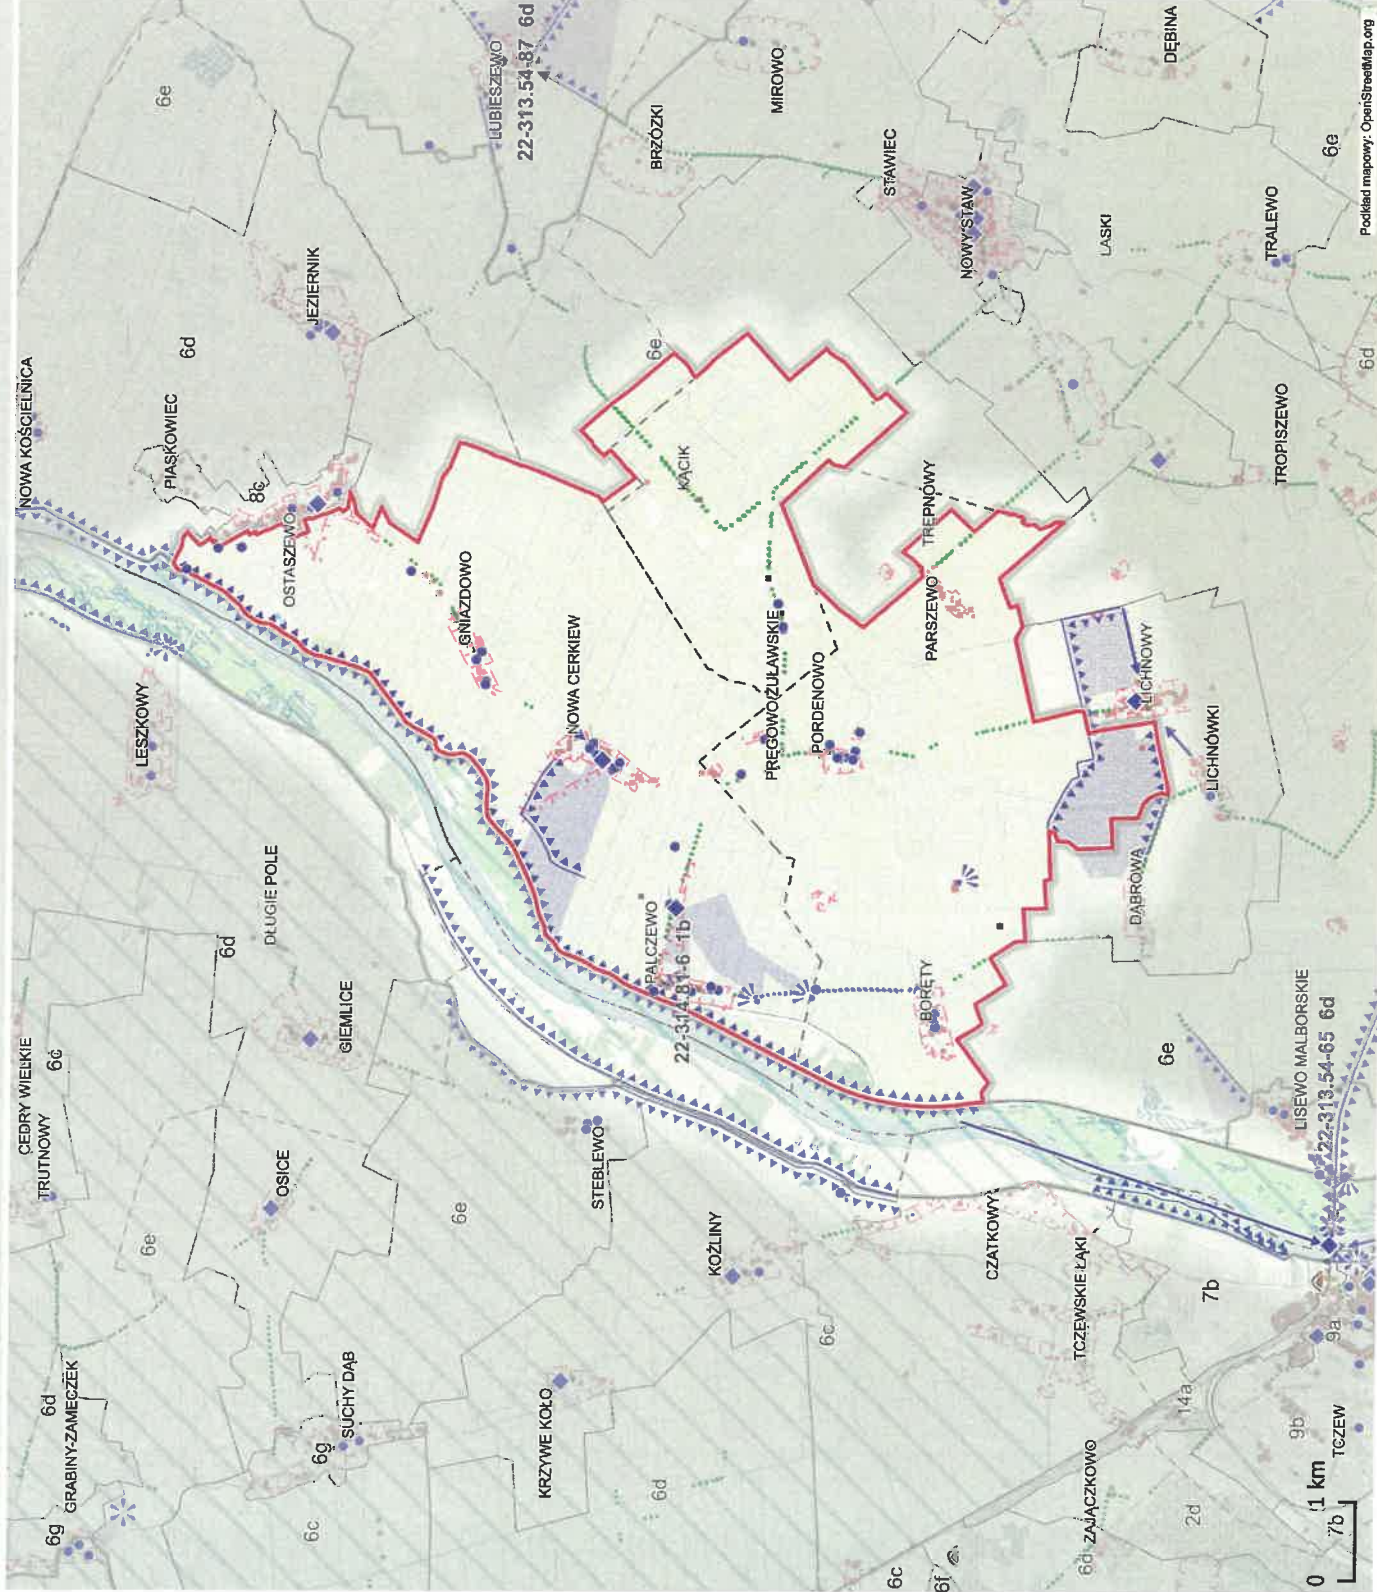 6g
GRABINY-ZAMECZEK
6d
TRUTNOWY
CEDRY WIELKIE
6c
NOWA KOŚCIELNICA
6e
LESZKOWY
6e
PIASKOWIEC
6d
6d
8c
DŁUGIE POLE
OSICE
OSTASZEWO
6c
6g
SUCHY DĄB
GIEMLICE
JEZIERNIK
6e
GNIAZDOWO
LUBIESZEWO
22-313.54-87 6d
KRZYWE KOŁO
STEBLEWO
NOWA CERKIEW
6d
PALCZEWO
22-314.81-6 1b
6e
BRZÓZKI
KĄCIK
KOŹLINY
PRĘGOWO ŻUŁAWSKIE
MIROWO
6c
PORDENOWO
6c
6f
STAWIEC
BORĘTY
PARSZEWO
TREPNOWY
NOWY STAW
CZATKOWY
6d
ZAJĄCZKOWO
TCZEWSKIE ŁĄKI
LASKI
DĄBROWA
LICHNOWY
DĘBINA
6e
14a
2d
7b
LICHNÓWKI
TRALEWO
TROPISZEWO
LISEWO MALBORSKIE
22-313.54-65 6d
9b
9a
TCZEW
6e
6d
0
1 km
7b
Podkład mapowy: OpenStreetMap.org